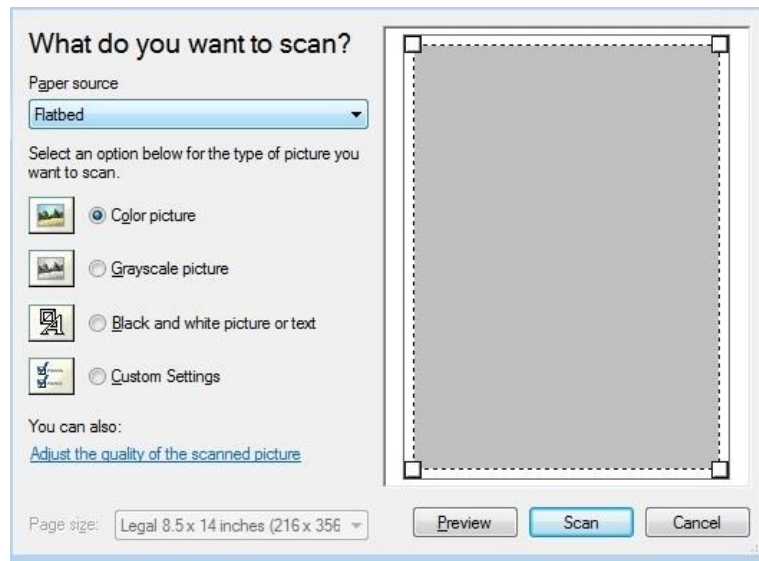 What do you want to scan?
Paper source
Flatbed
Select an option below for the type of picture you
want to scan.
Color picture
Grayscale picture
Black and white picture or text
Custom Settings
You can also:
Adjust the quality of the scanned picture
Page size: Legal 8.5 x 14 inches (216 x 356
Preview Scan Cancel